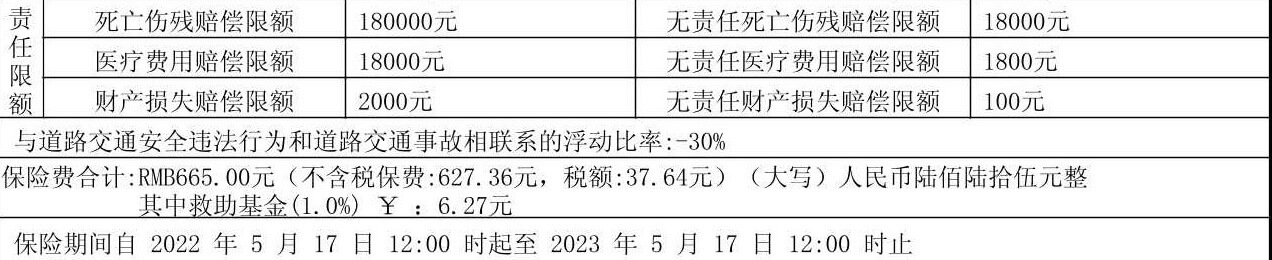 责任限额
死亡伤残赔偿限额 180000元 无责任死亡伤残赔偿限额 18000元
医疗费用赔偿限额 18000元 无责任医疗费用赔偿限额 1800元
财产损失赔偿限额 2000元 无责任财产损失赔偿限额 100元
与道路交通安全违法行为和道路交通事故相联系的浮动比率:-30%
保险费合计:RMB665.00元（不含税保费:627.36元，税额:37.64元）（大写）人民币陆佰陆拾伍元整
其中救助基金(1.0%) ￥ ：6.27元
保险期间自 2022 年 5 月 17 日 12:00 时起至 2023 年 5 月 17 日 12:00 时止